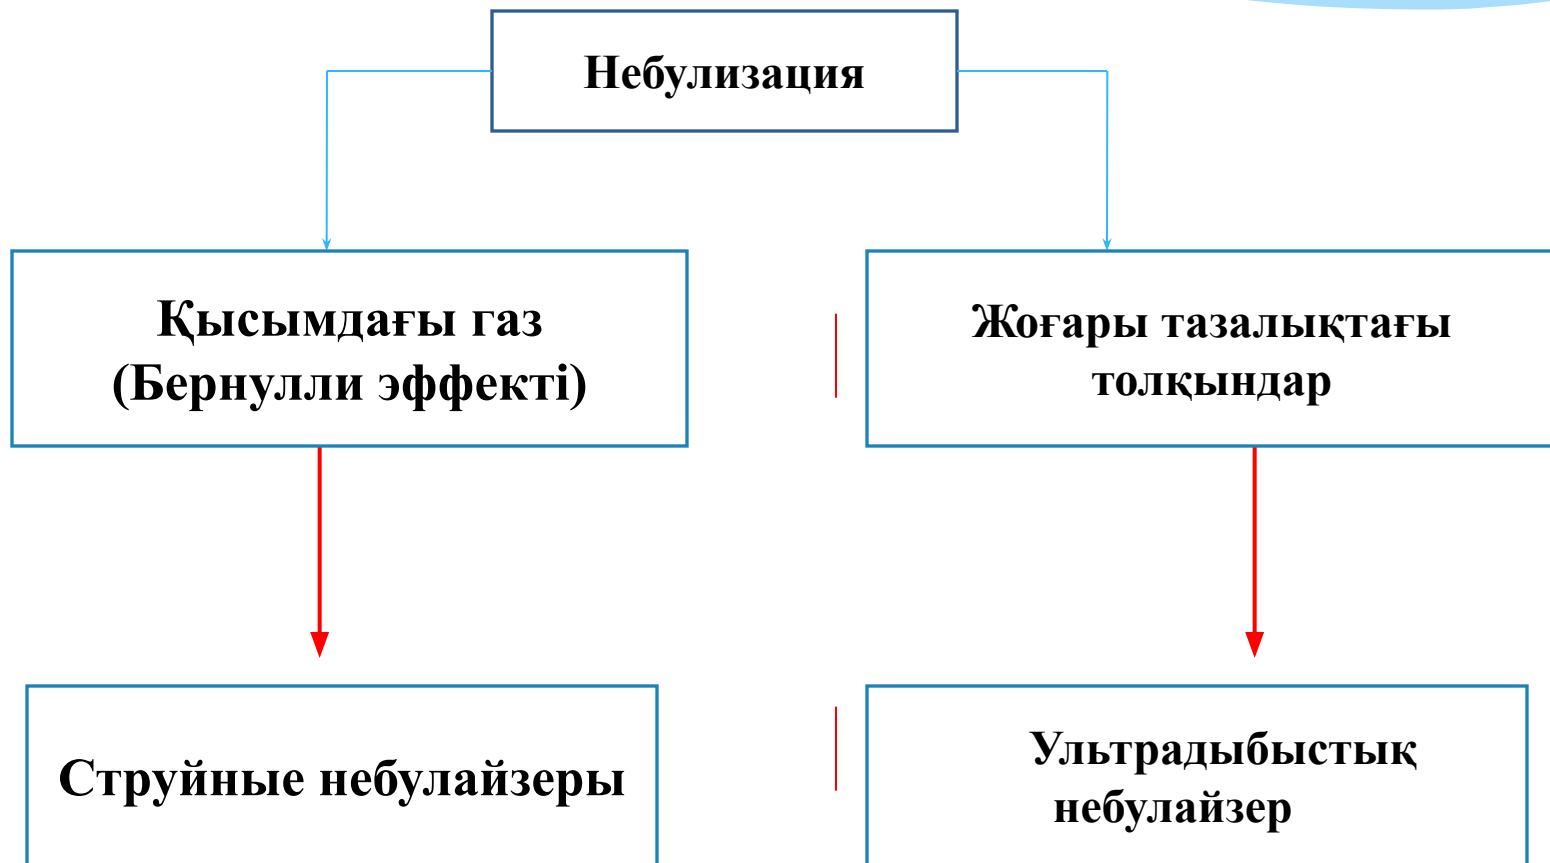 Небулизация
Қысымдағы газ
(Бернулли эффекті)
Жоғары тазалықтағы
толқындар
Струйные небулайзеры
Ультрадыбыстық
небулайзер